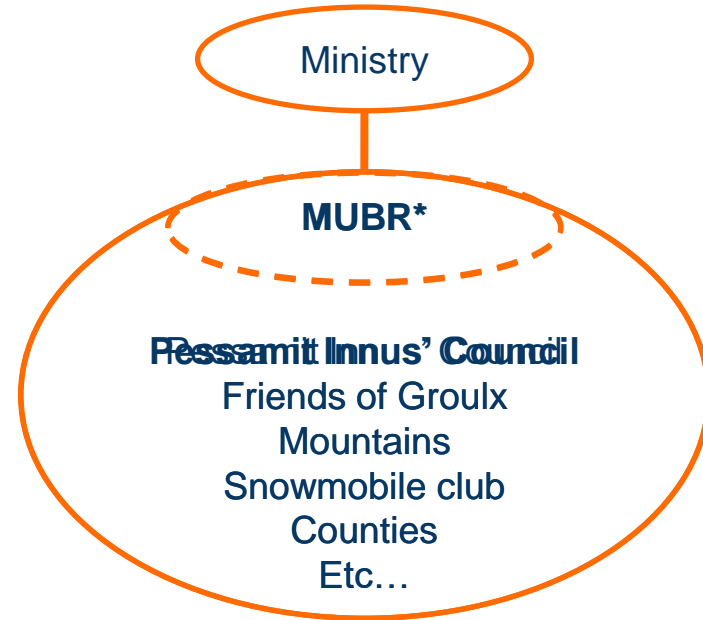 Ministry
MUBR*
Pessamit Innus’ Council
Friends of Groulx
Mountains
Snowmobile club
Counties
Etc…